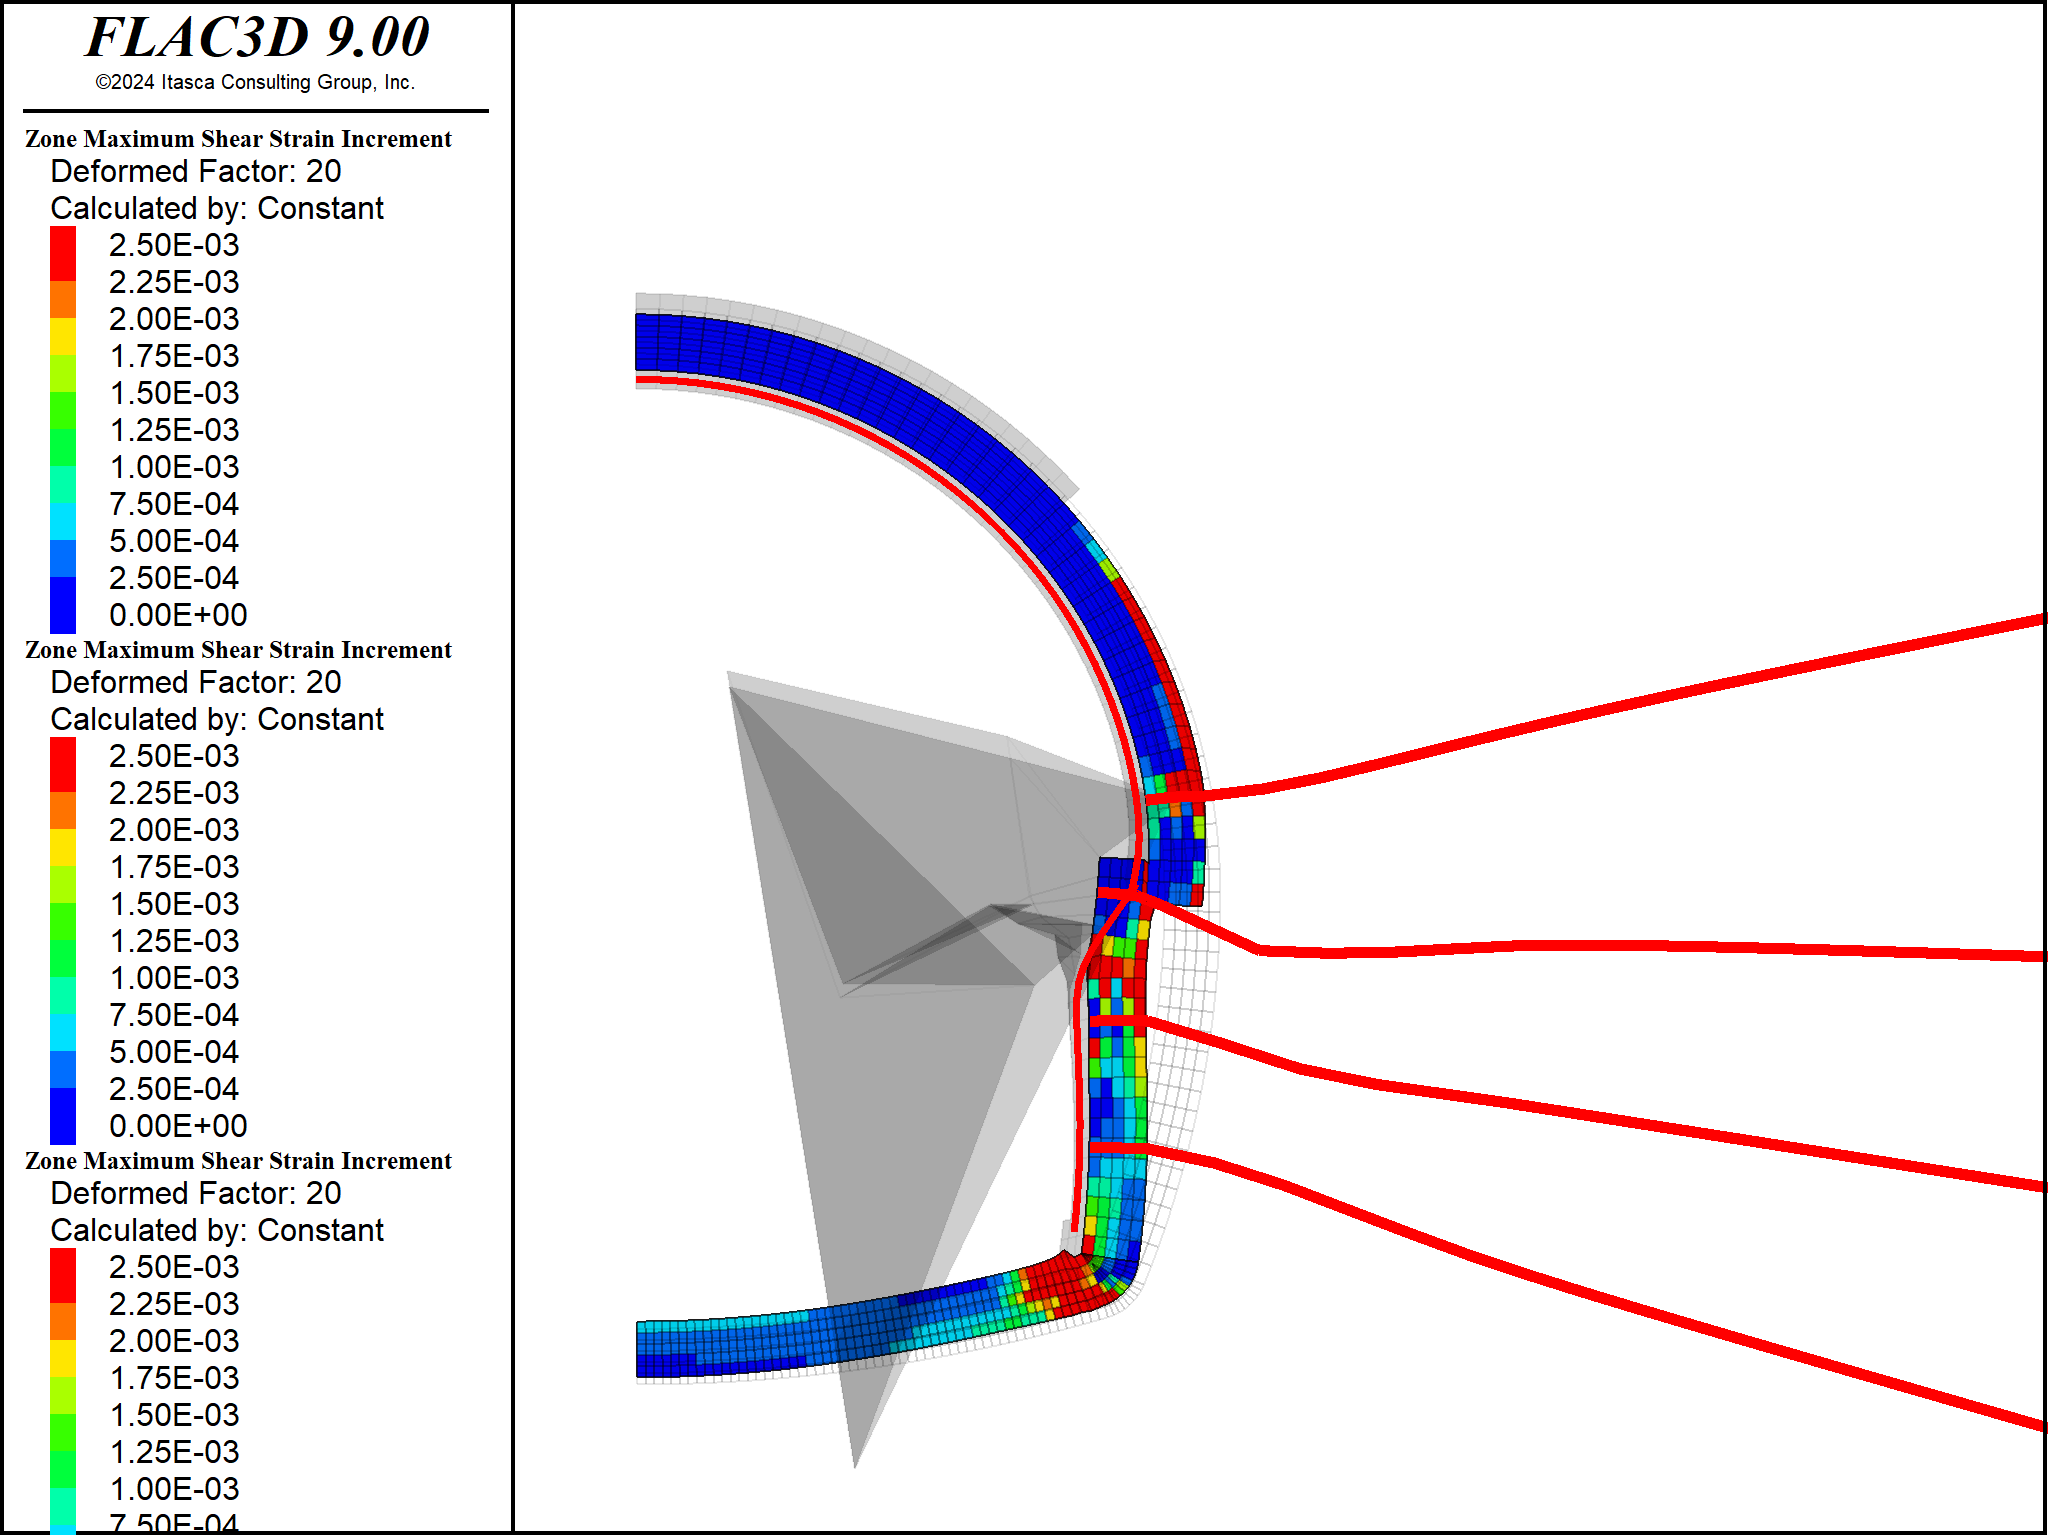 FLAC3D 9.00
©2024 Itasca Consulting Group, Inc.
Zone Maximum Shear Strain Increment
Deformed Factor: 20
Calculated by: Constant
2.50E-03
2.25E-03
2.00E-03
1.75E-03
1.50E-03
1.25E-03
1.00E-03
7.50E-04
5.00E-04
2.50E-04
0.00E+00
Zone Maximum Shear Strain Increment
Deformed Factor: 20
Calculated by: Constant
2.50E-03
2.25E-03
2.00E-03
1.75E-03
1.50E-03
1.25E-03
1.00E-03
7.50E-04
5.00E-04
2.50E-04
0.00E+00
Zone Maximum Shear Strain Increment
Deformed Factor: 20
Calculated by: Constant
2.50E-03
2.25E-03
2.00E-03
1.75E-03
1.50E-03
1.25E-03
1.00E-03
7.50E-04